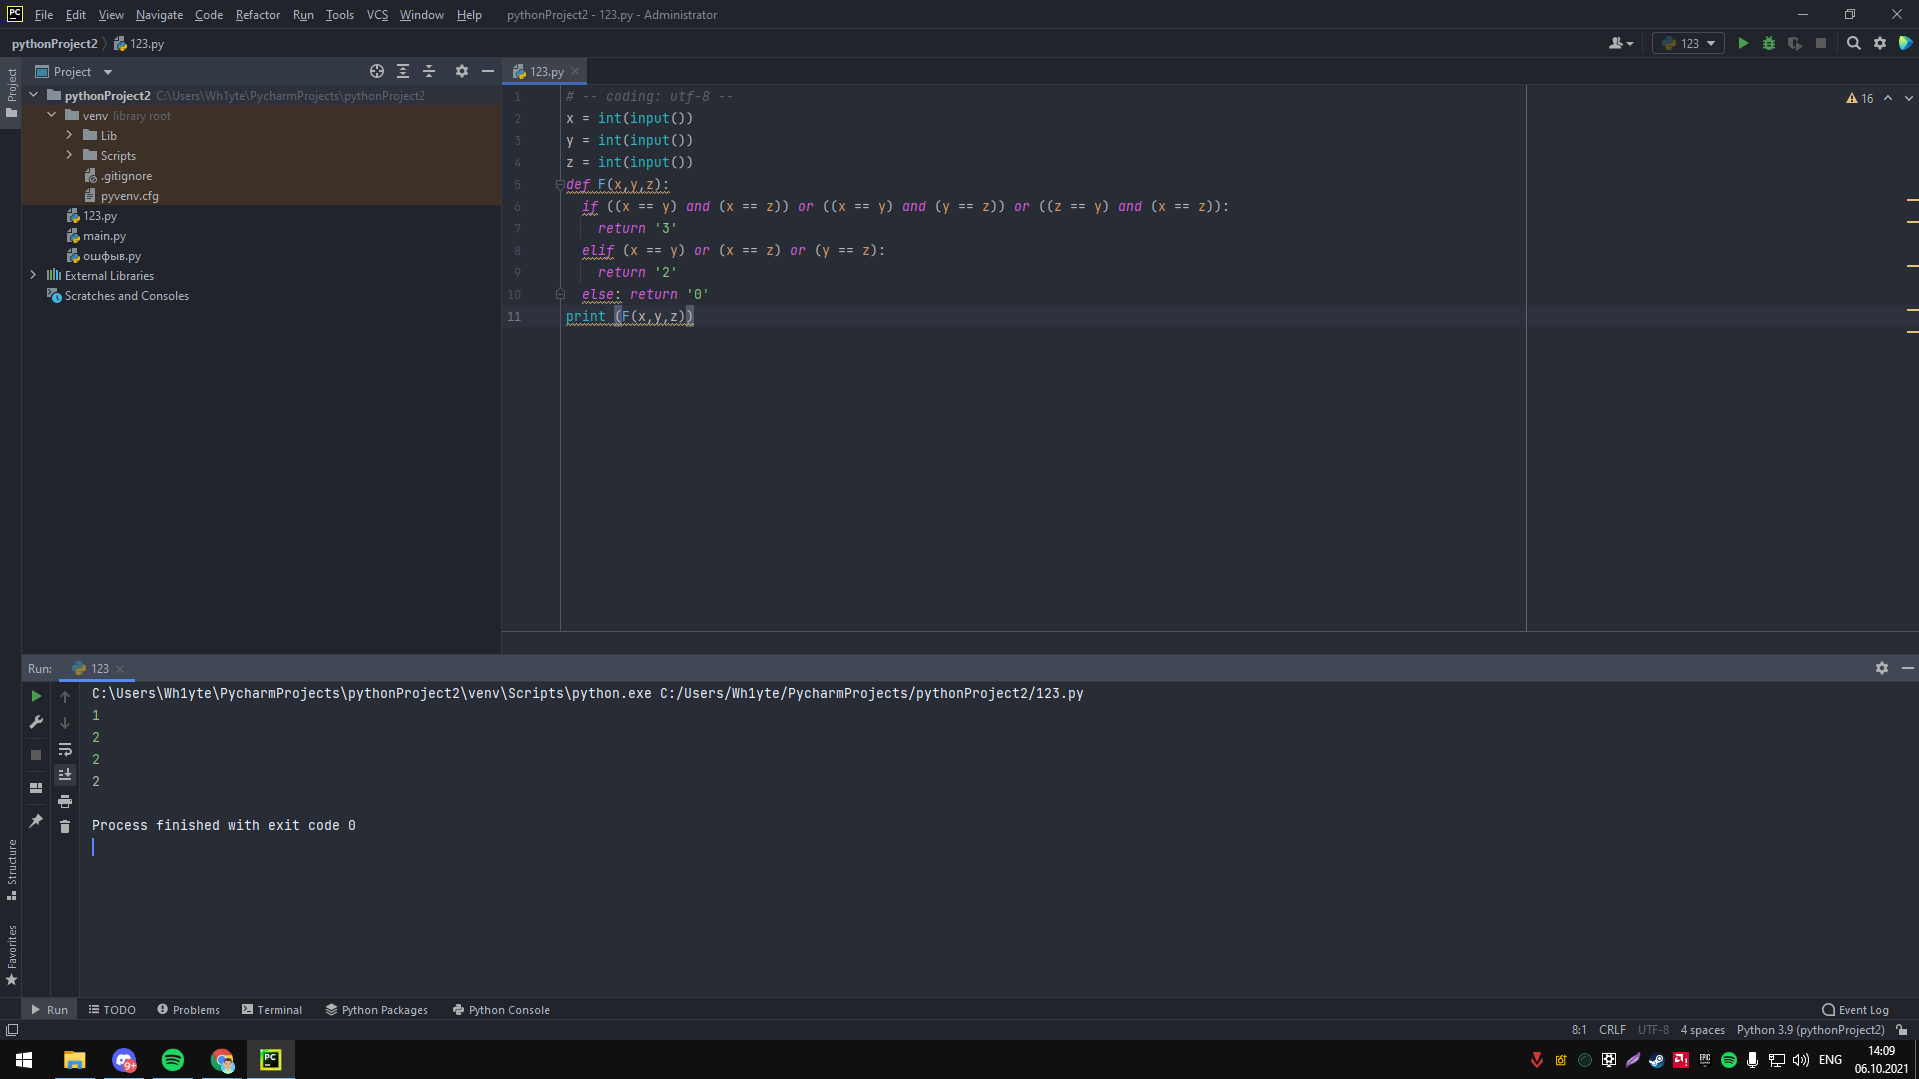 PC File Edit View Navigate Code Refactor Run Tools VCS Window Help pythonProject2 - 123.py - Administrator
pythonProject2 123.py 123
Project
Project
123.py
pythonProject2 C:\Users\Wh1yte\PycharmProjects\pythonProject2
venv library root
Lib
Scripts
.gitignore
pyvenv.cfg
123.py
main.py
ошфыв.py
External Libraries
Scratches and Consoles
1 # -- coding: utf-8 --
16
2 x = int(input())
3 y = int(input())
4 z = int(input())
5 def F(x,y,z):
6 if ((x == y) and (x == z)) or ((x == y) and (y == z)) or ((z == y) and (x == z)):
7 return '3'
8 elif (x == y) or (x == z) or (y == z):
9 return '2'
10 else: return '0'
11 print (F(x,y,z))
Run: 123
C:\Users\Wh1yte\PycharmProjects\pythonProject2\venv\Scripts\python.exe C:/Users/Wh1yte/PycharmProjects/pythonProject2/123.py
1
2
2
2
Process finished with exit code 0
Structure
Favorites
Run TODO Problems Terminal Python Packages Python Console Event Log
8:1 CRLF UTF-8 4 spaces Python 3.9 (pythonProject2)
9+ PC EPIC ENG 14:09
06.10.2021